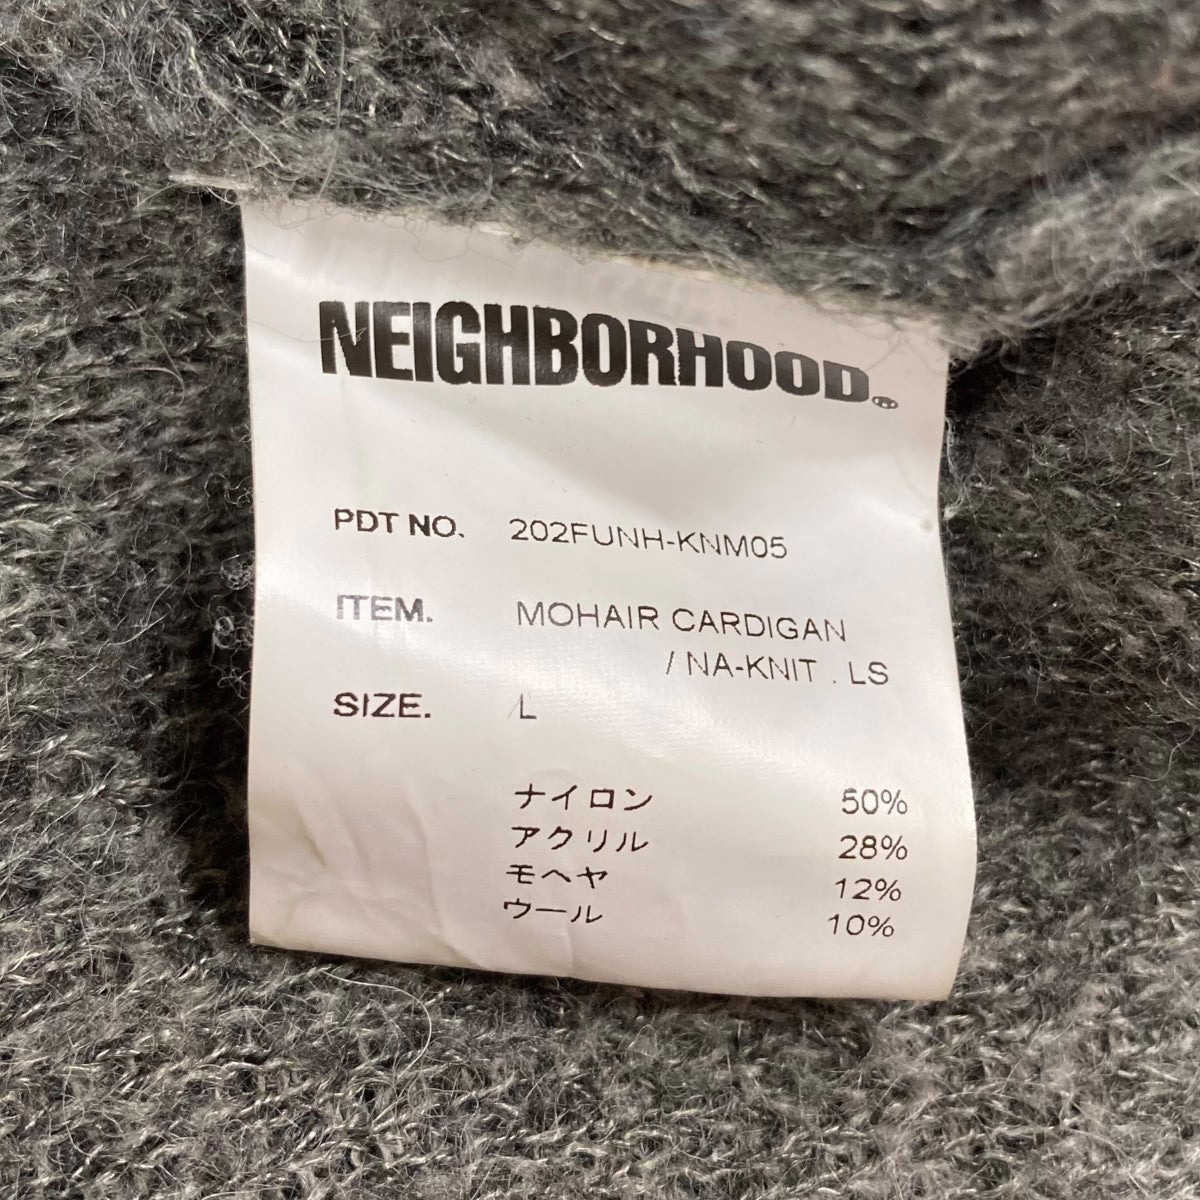 NEIGHBORHOOD®
PDT NO. 202FUNH-KNM05
ITEM. MOHAIR CARDIGAN
/ NA-KNIT . LS
SIZE. L
ナイロン 50%
アクリル 28%
モヘヤ 12%
ウール 10%